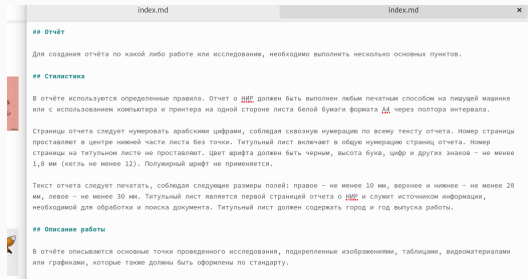 index.md
index.md
## Отчёт
Для создания отчёта по какой либо работе или исследованию, необходимо выполнить несколько основных пунктов.
## Стилистика
В отчёте используются определенные правила. Отчет о НИР должен быть выполнен любым печатным способом на пишущей машинке
или с использованием компьютера и принтера на одной стороне листа белой бумаги формата А4 через полтора интервала.
Страницы отчета следует нумеровать арабскими цифрами, соблюдая сквозную нумерацию по всему тексту отчета. Номер страницы
проставляют в центре нижней части листа без точки. Титульный лист включают в общую нумерацию страниц отчета. Номер
страницы на титульном листе не проставляют. Цвет шрифта должен быть черным, высота букв, цифр и других знаков - не менее
1,8 мм (кегль не менее 12). Полужирный шрифт не применяется.
Текст отчета следует печатать, соблюдая следующие размеры полей: правое - не менее 10 мм, верхнее и нижнее - не менее 20
мм, левое - не менее 30 мм. Титульный лист является первой страницей отчета о НИР и служит источником информации,
необходимой для обработки и поиска документа. Титульный лист должен содержать город и год выпуска работы.
## Описание работы
В отчёте описываются основные точки проведенного исследования, подкрепленные изображениями, таблицами, видеоматериалами
или графиками, которые также должны быть оформлены по стандарту.